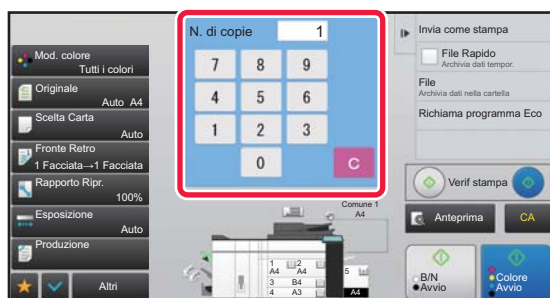 Mod. colore
Tutti i colori
Originale
Auto A4
Scelta Carta
Auto
Fronte Retro
1 Facciata→1 Facciata
Rapporto Ripr.
100%
Esposizione
Auto
Produzione
Altri
N. di copie 1
7 8 9
4 5 6
1 2 3
0 C
Comune 1
A4
1 A4
2 A4
3 B4
4 A3
5
A4
Invia come stampa
File Rapido
Archivia dati tempor.
File
Archivia dati nella cartella
Richiama programma Eco
Verif stampa
Anteprima
CA
B/N
Avvio
Colore
Avvio